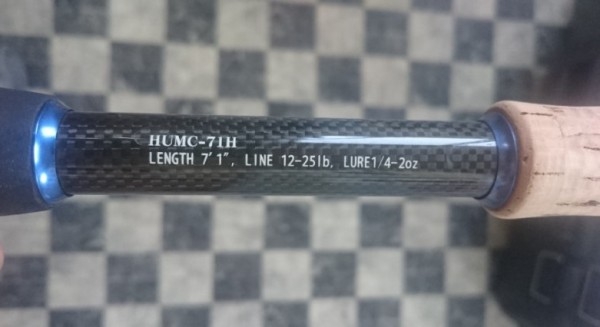 HUMC-71H
LENGTH 7'1", LINE 12-25lb, LURE1/4-2oz